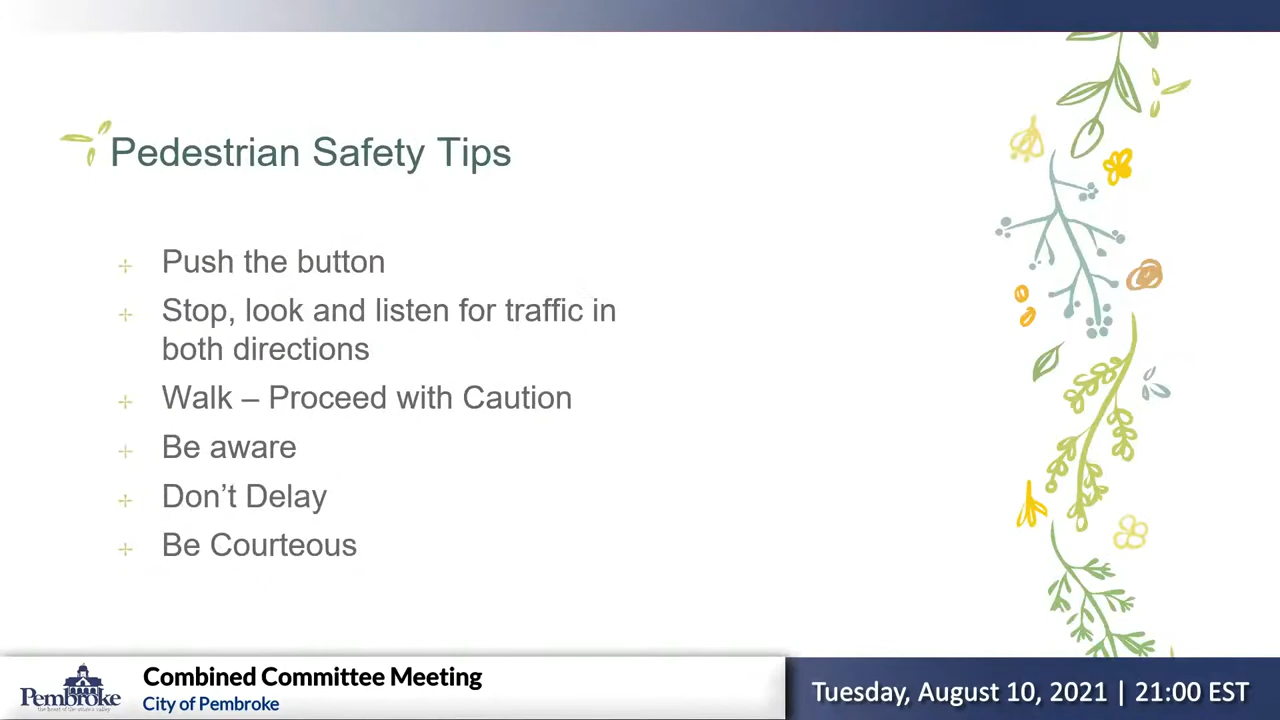 Pedestrian Safety Tips
Push the button
Stop, look and listen for traffic in
both directions
Walk – Proceed with Caution
Be aware
Don’t Delay
Be Courteous
Pembroke
Combined Committee Meeting
City of Pembroke
Tuesday, August 10, 2021 | 21:00 EST